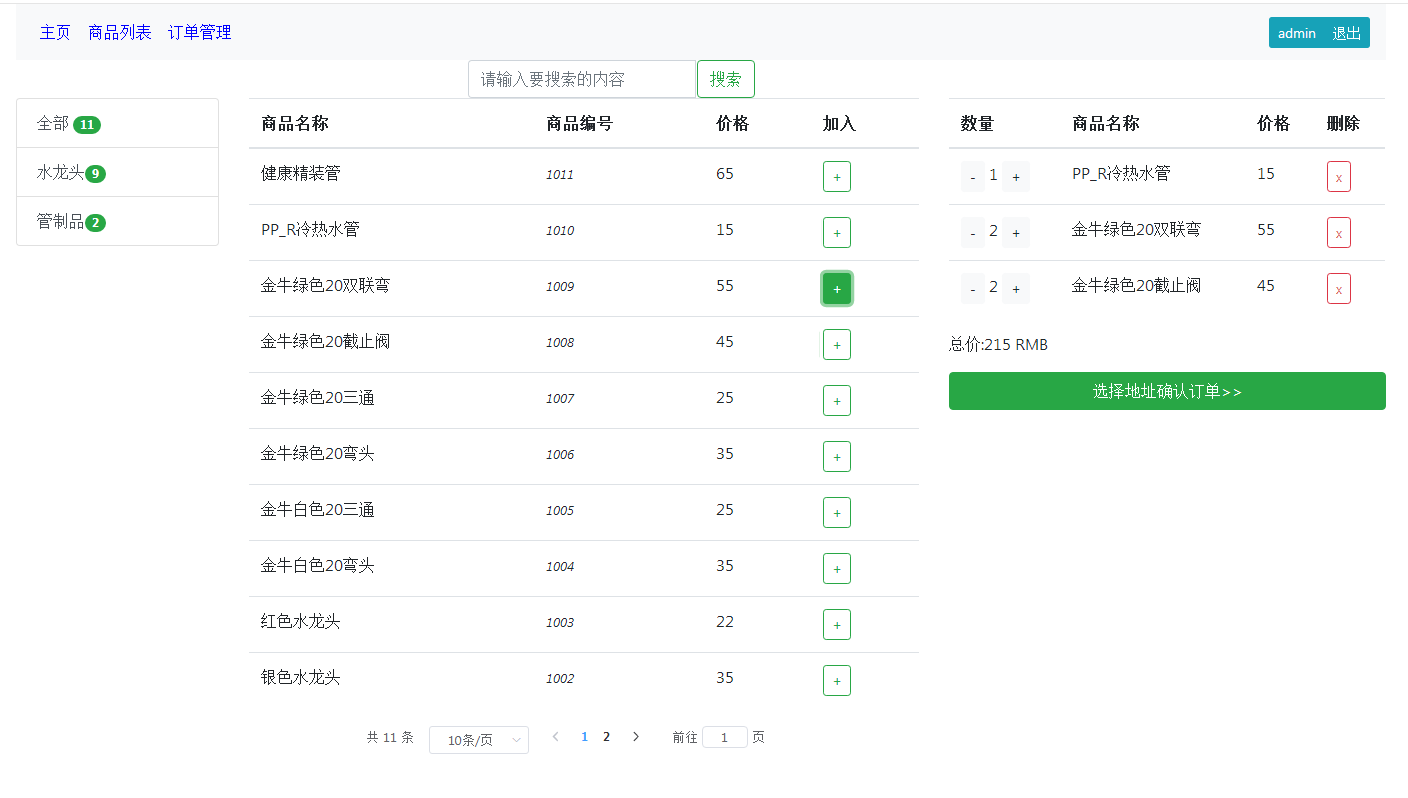 主页 商品列表 订单管理 admin 退出
请输入要搜索的内容 搜索
全部 11
水龙头 9
管制品 2
商品名称 商品编号 价格 加入
健康精装管 1011 65 +
PP_R冷热水管 1010 15 +
金牛绿色20双联弯 1009 55 +
金牛绿色20截止阀 1008 45 +
金牛绿色20三通 1007 25 +
金牛绿色20弯头 1006 35 +
金牛白色20三通 1005 25 +
金牛白色20弯头 1004 35 +
红色水龙头 1003 22 +
银色水龙头 1002 35 +
共 11 条 10条/页 < 1 2 > 前往 1 页
数量 商品名称 价格 删除
- 1 + PP_R冷热水管 15 x
- 2 + 金牛绿色20双联弯 55 x
- 2 + 金牛绿色20截止阀 45 x
总价:215 RMB
选择地址确认订单>>